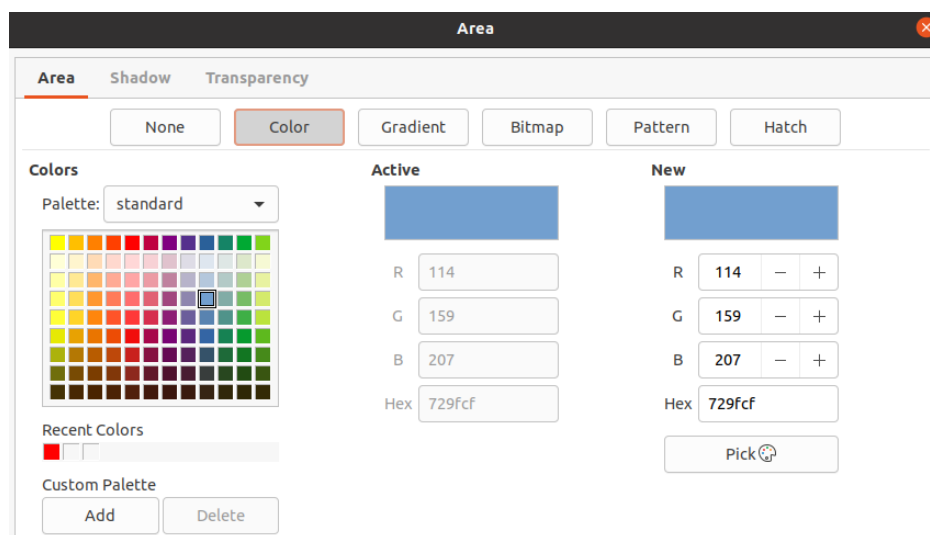 Area
Area Shadow Transparency
None Color Gradient Bitmap Pattern Hatch
Colors Active New
Palette: standard
R 114 R 114 − +
G 159 G 159 − +
B 207 B 207 − +
Hex 729fcf Hex 729fcf
Recent Colors
Pick
Custom Palette
Add Delete